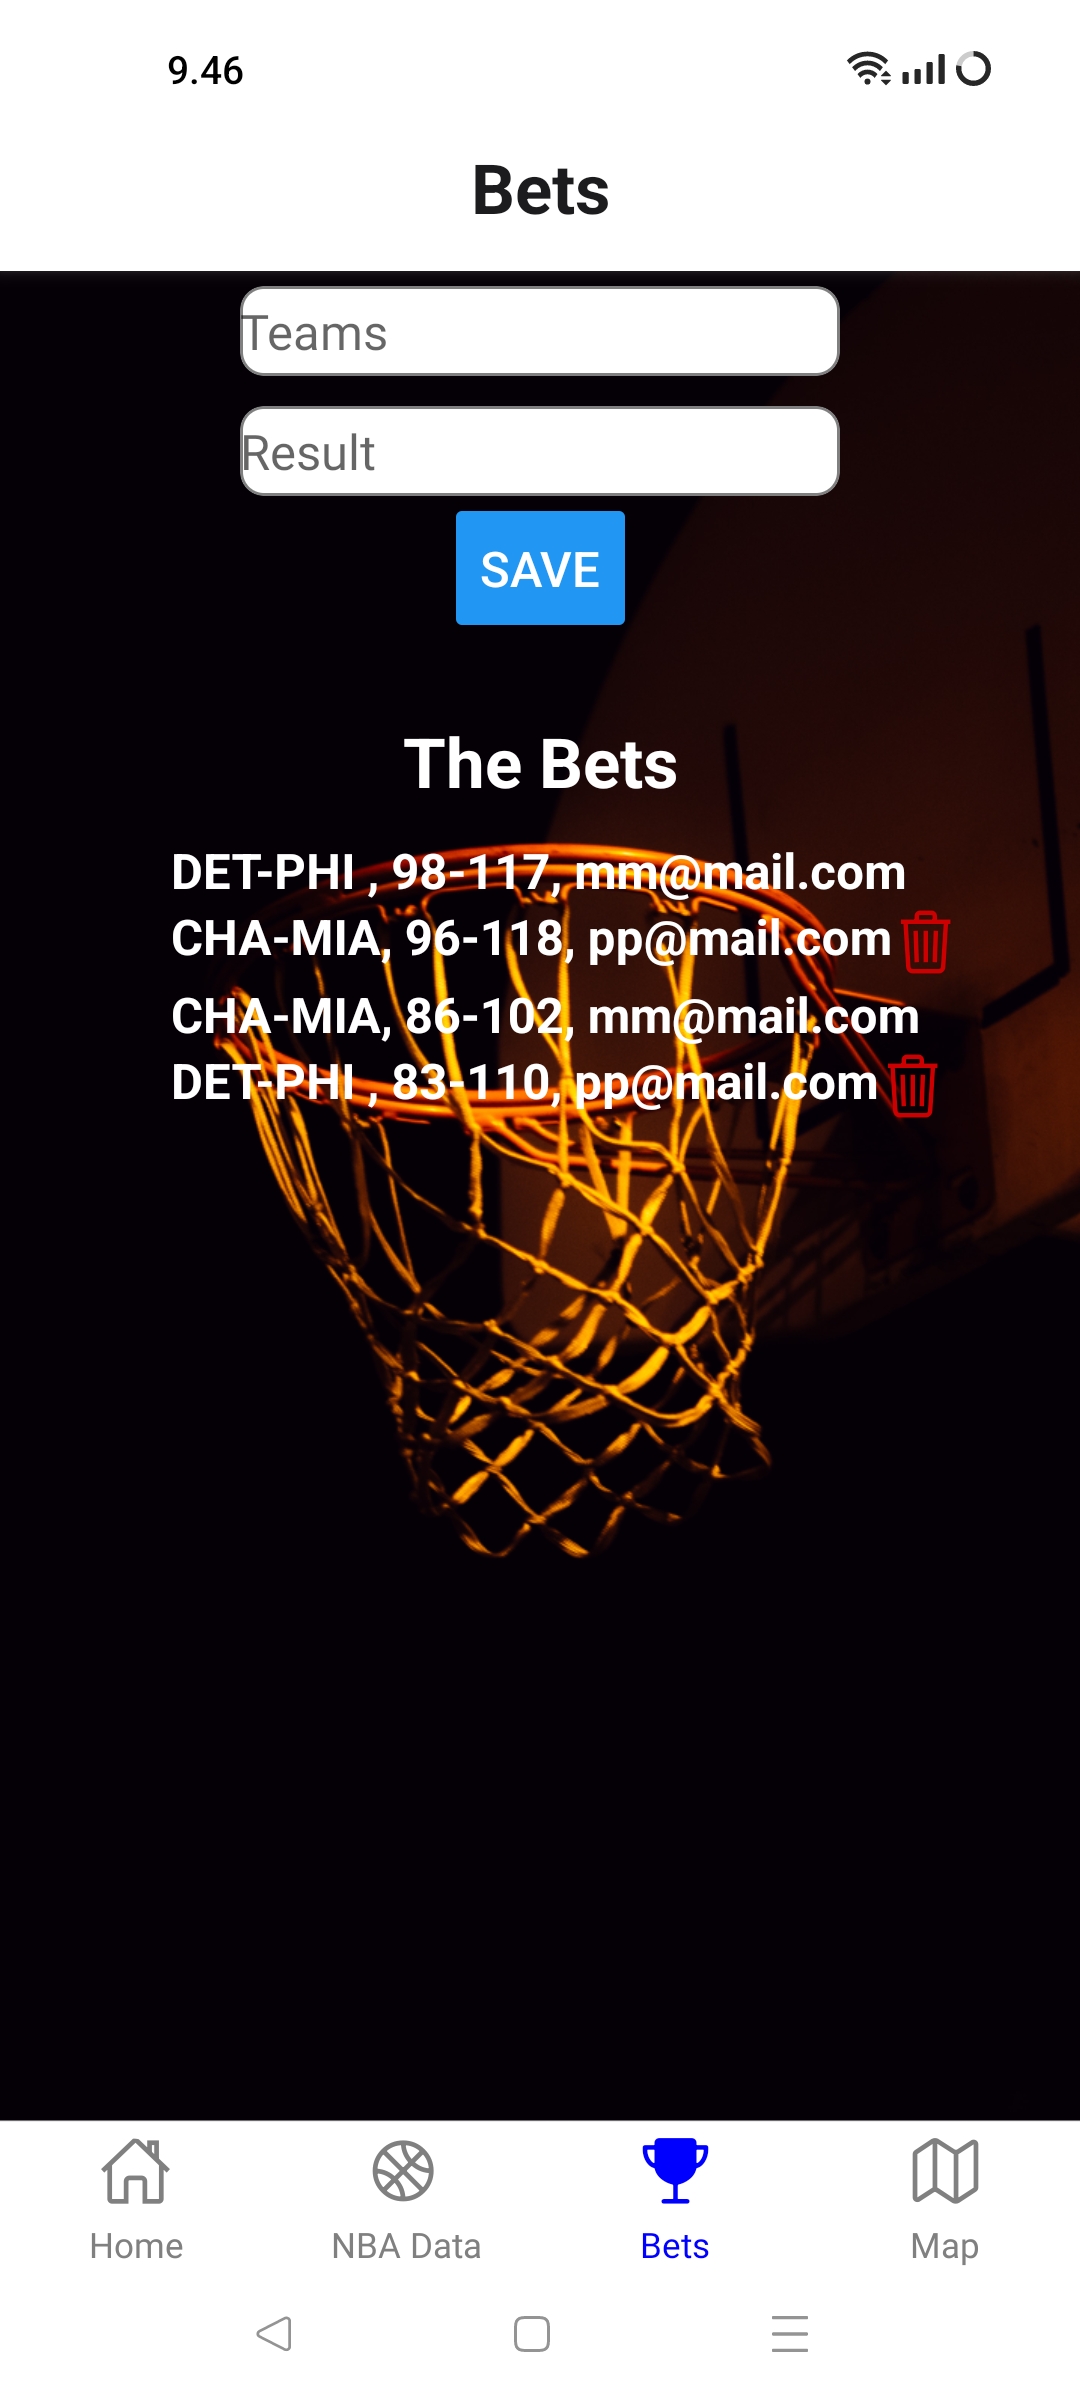 9.46
Bets
Teams
Result
SAVE
The Bets
DET-PHI , 98-117, mm@mail.com
CHA-MIA, 96-118, pp@mail.com
CHA-MIA, 86-102, mm@mail.com
DET-PHI , 83-110, pp@mail.com
Home NBA Data Bets Map